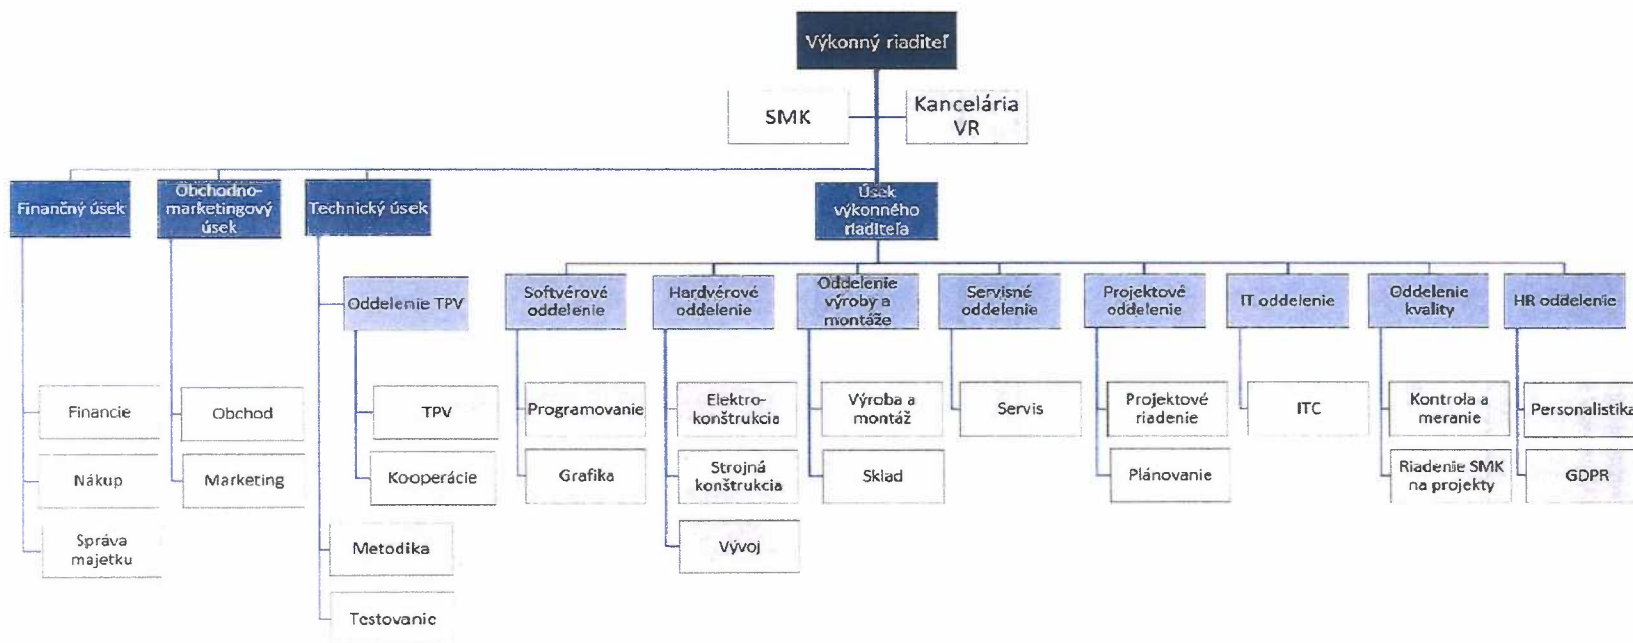 Výkonný riaditeľ
SMK
Kancelária
VR
Finančný úsek
Obchodno-
marketingový
úsek
Technický úsek
Úsek
výkonného
riaditeľa
Oddelenie TPV
Softvérové
oddelenie
Hardvérové
oddelenie
Oddelenie
výroby a
montáže
Servisné
oddelenie
Projektové
oddelenie
IT oddelenie
Oddelenie
kvality
HR oddelenie
Financie
Obchod
TPV
Programovanie
Elektro-
konštrukcia
Výroba a
montáž
Servis
Projektové
riadenie
ITC
Kontrola a
meranie
Personalistika
Nákup
Marketing
Kooperácie
Grafika
Strojná
konštrukcia
Sklad
Plánovanie
Riadenie SMK
na projekty
GDPR
Správa
majetku
Metodika
Vývoj
Testovanie